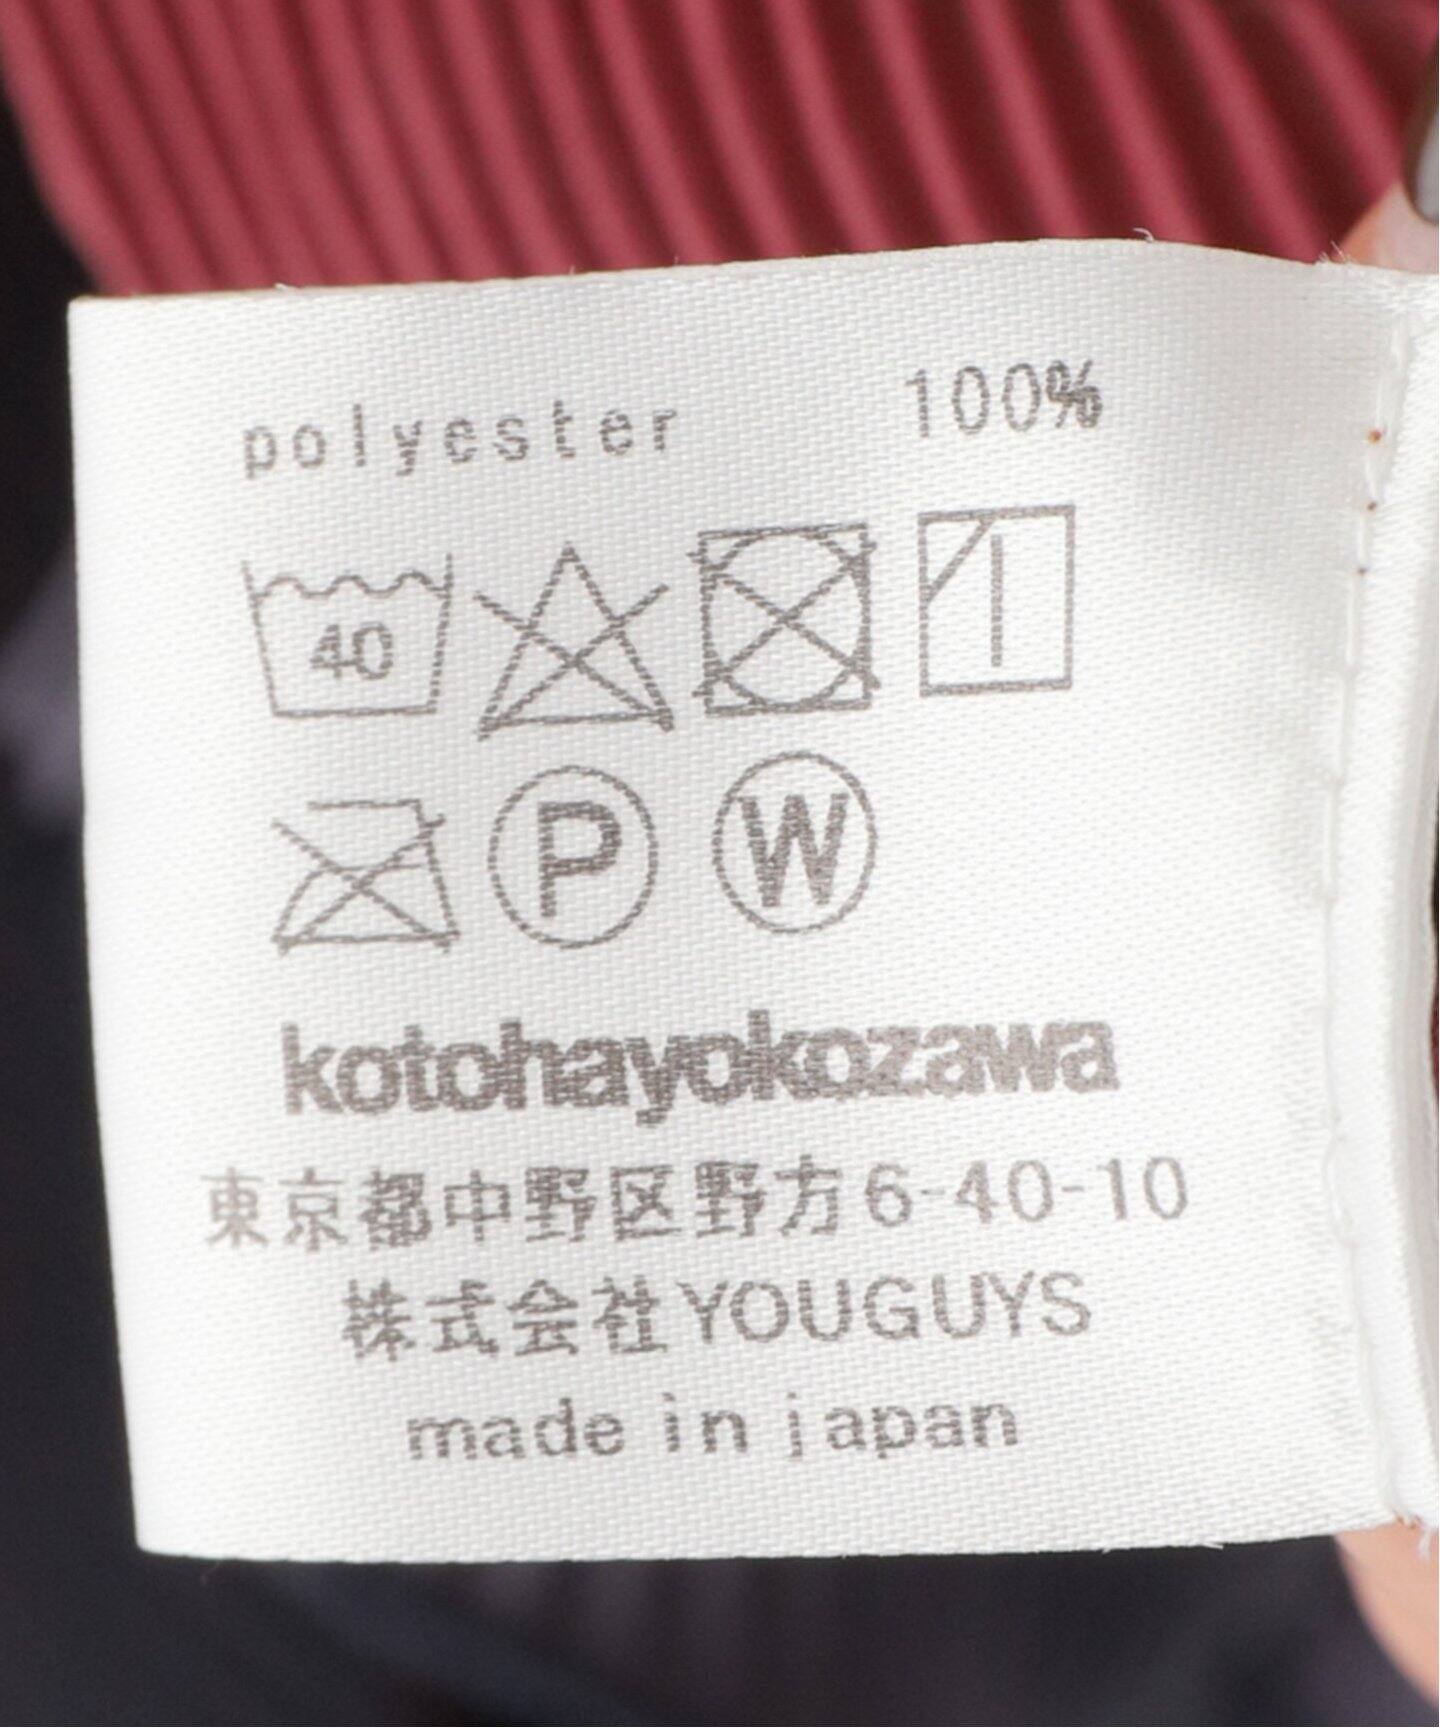 polyester 100%
40
P W
kotohayokozawa
東京都中野区野方6-40-10
株式会社YOUGUYS
made in japan